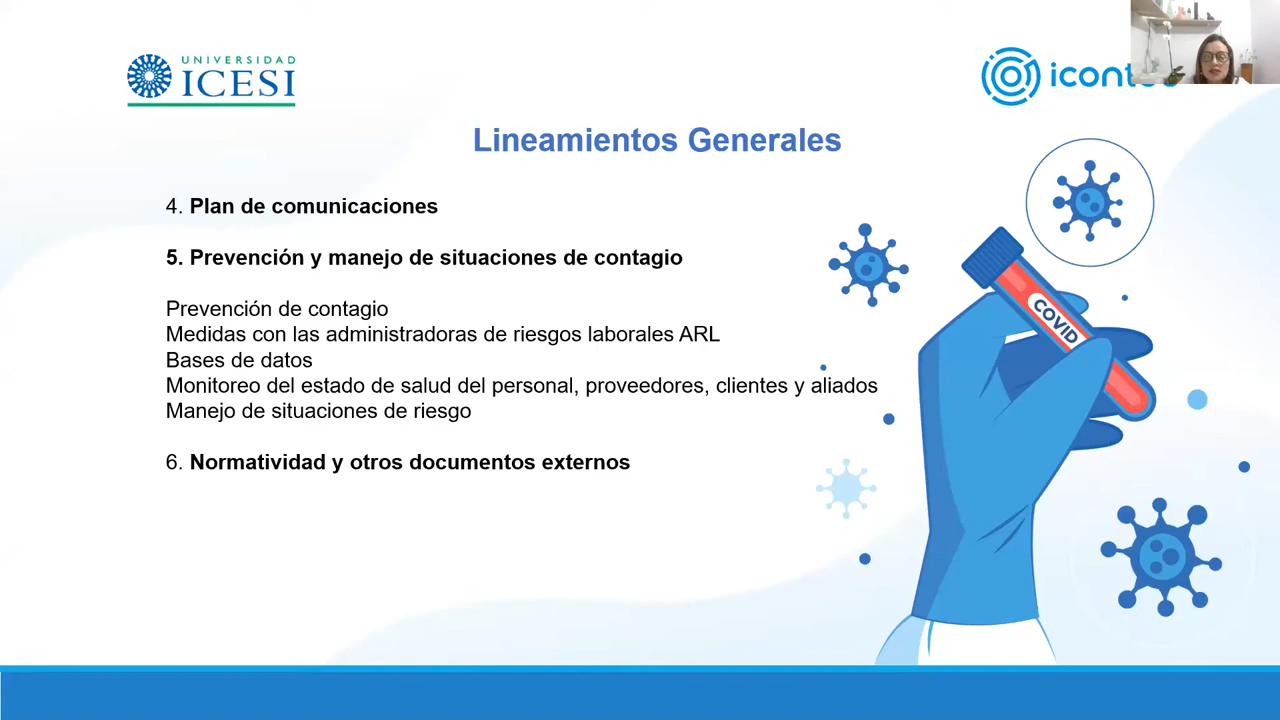 UNIVERSIDAD
ICESI
Lineamientos Generales
4. Plan de comunicaciones
5. Prevención y manejo de situaciones de contagio
Prevención de contagio
Medidas con las administradoras de riesgos laborales ARL
Bases de datos
Monitoreo del estado de salud del personal, proveedores, clientes y aliados
Manejo de situaciones de riesgo
6. Normatividad y otros documentos externos
COVID